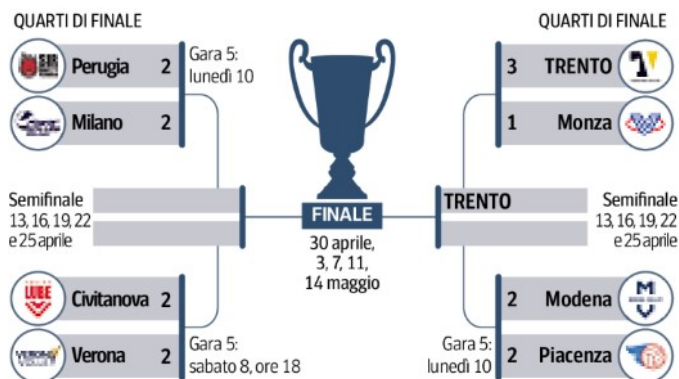 QUARTI DI FINALE
Perugia 2
Milano 2
Gara 5:
lunedì 10
Semifinale
13, 16, 19, 22
e 25 aprile
LUBE
Civitanova 2
Verona 2
Gara 5:
sabato 8, ore 18
FINALE
30 aprile,
3, 7, 11,
14 maggio
QUARTI DI FINALE
3 TRENTO
1 Monza
TRENTO
Semifinale
13, 16, 19, 22
e 25 aprile
2 Modena
2 Piacenza
Gara 5:
lunedì 10